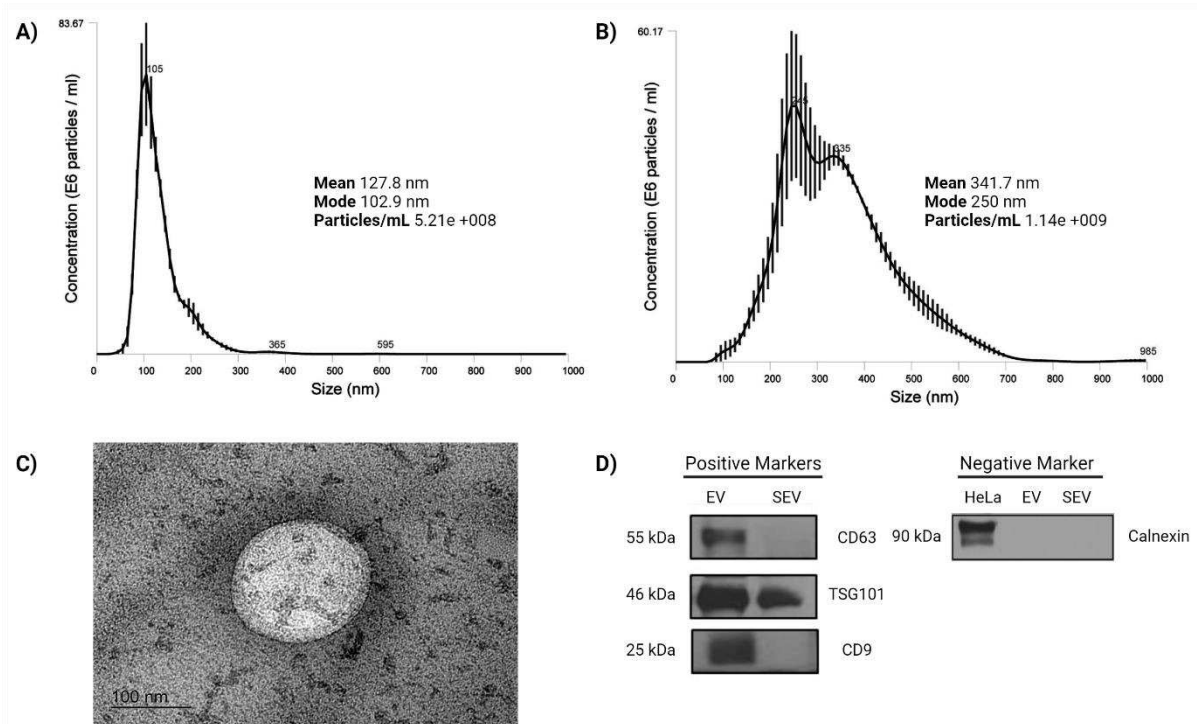 A)
83.67
105
Concentration (E6 particles / ml)
Mean 127.8 nm
Mode 102.9 nm
Particles/mL 5.21e +008
365
595
0 100 200 300 400 500 600 700 800 900 1000
Size (nm)
B)
60.17
245
335
Concentration (E6 particles / ml)
Mean 341.7 nm
Mode 250 nm
Particles/mL 1.14e +009
985
0 100 200 300 400 500 600 700 800 900 1000
Size (nm)
C)
100 nm
D)
Positive Markers
EV SEV
55 kDa CD63
46 kDa TSG101
25 kDa CD9
Negative Marker
HeLa EV SEV
90 kDa Calnexin